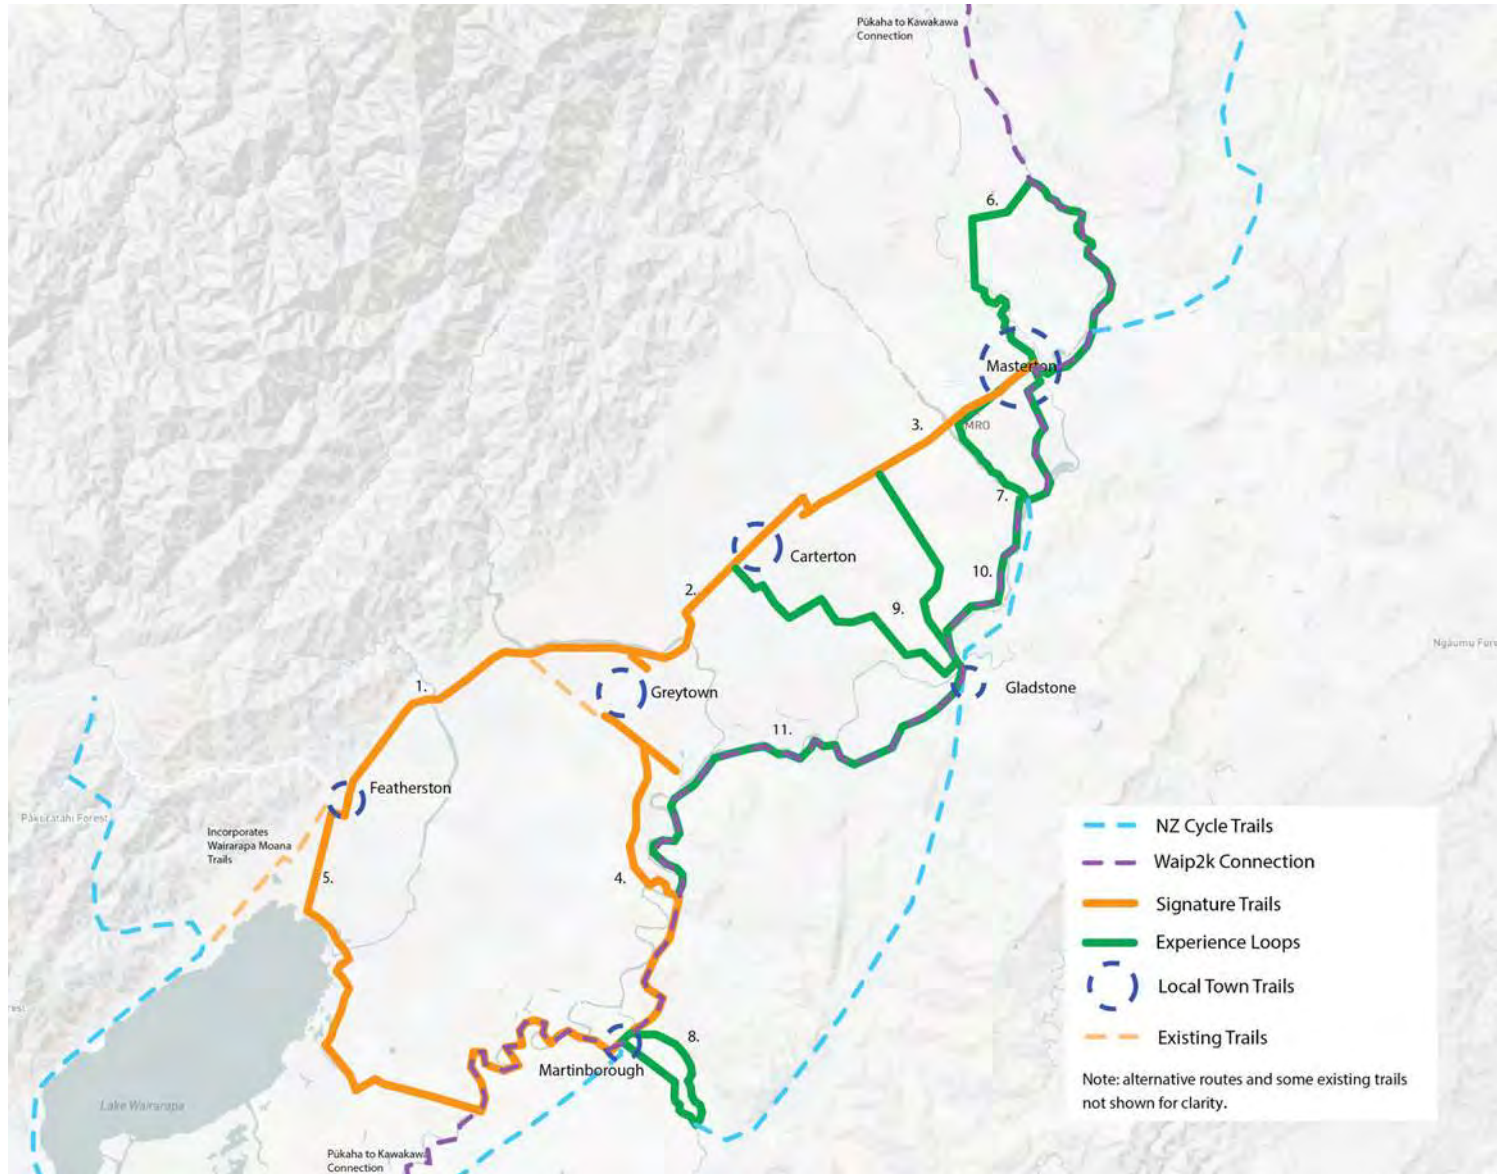 Pūkaha to Kawakawa
Connection
6.
Masterton
3.
MRO
7.
Carterton
10.
2.
9.
Ngāumu Fore
Gladstone
1.
Greytown
11.
Featherston
Pākuratahi Forest
Incorporates
Wairarapa Moana
Trails
5.
4.
rest
8.
Martinborough
Lake Wairarapa
Pūkaha to Kawakawa
Connection
NZ Cycle Trails
Waip2k Connection
Signature Trails
Experience Loops
Local Town Trails
Existing Trails
Note: alternative routes and some existing trails
not shown for clarity.